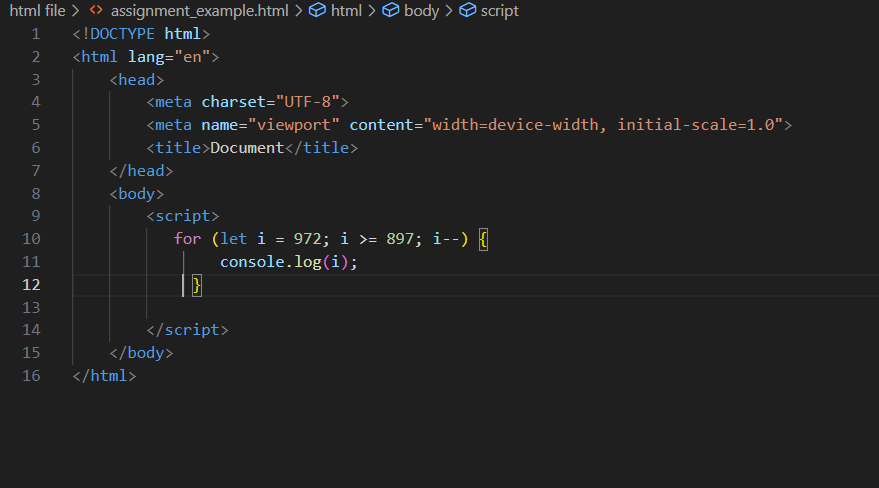 html file > <> assignment_example.html > html > body > script
1 <!DOCTYPE html>
2 <html lang="en">
3     <head>
4         <meta charset="UTF-8">
5         <meta name="viewport" content="width=device-width, initial-scale=1.0">
6         <title>Document</title>
7     </head>
8     <body>
9         <script>
10            for (let i = 972; i >= 897; i--) {
11                 console.log(i);
12              }
13
14        </script>
15    </body>
16 </html>